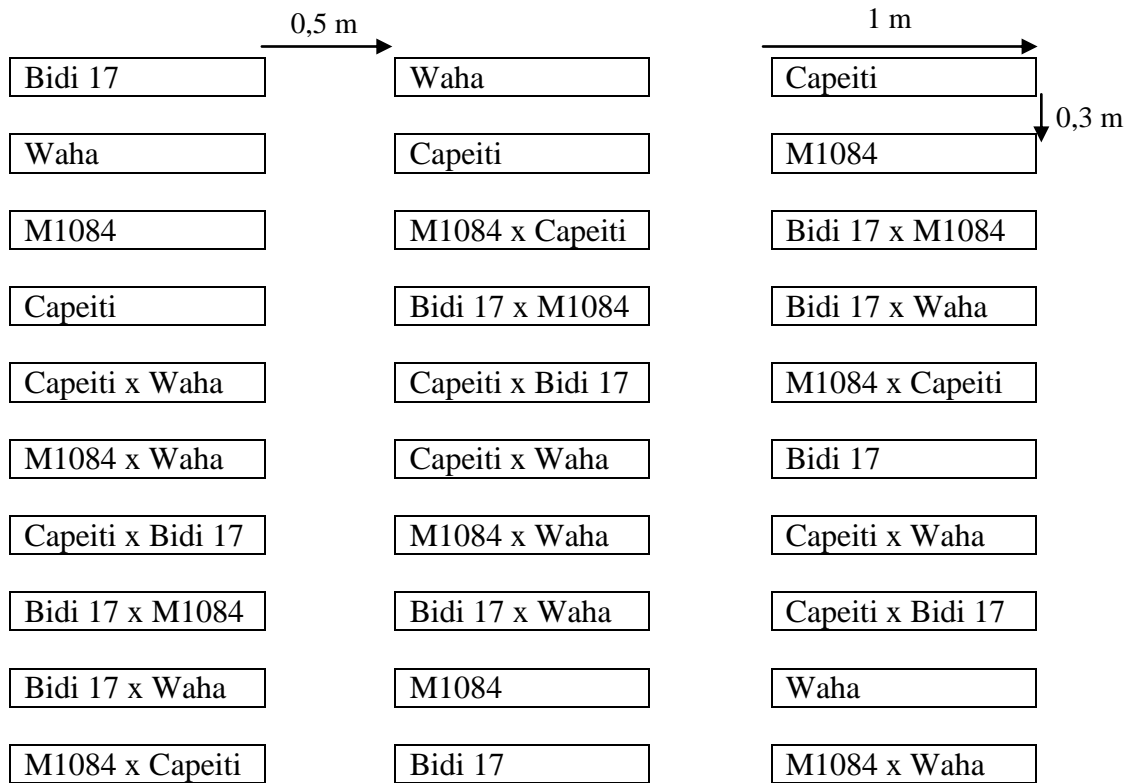 0,5 m 1 m
Bidi 17 Waha Capeiti
0,3 m
Waha Capeiti M1084
M1084 M1084 x Capeiti Bidi 17 x M1084
Capeiti Bidi 17 x M1084 Bidi 17 x Waha
Capeiti x Waha Capeiti x Bidi 17 M1084 x Capeiti
M1084 x Waha Capeiti x Waha Bidi 17
Capeiti x Bidi 17 M1084 x Waha Capeiti x Waha
Bidi 17 x M1084 Bidi 17 x Waha Capeiti x Bidi 17
Bidi 17 x Waha M1084 Waha
M1084 x Capeiti Bidi 17 M1084 x Waha